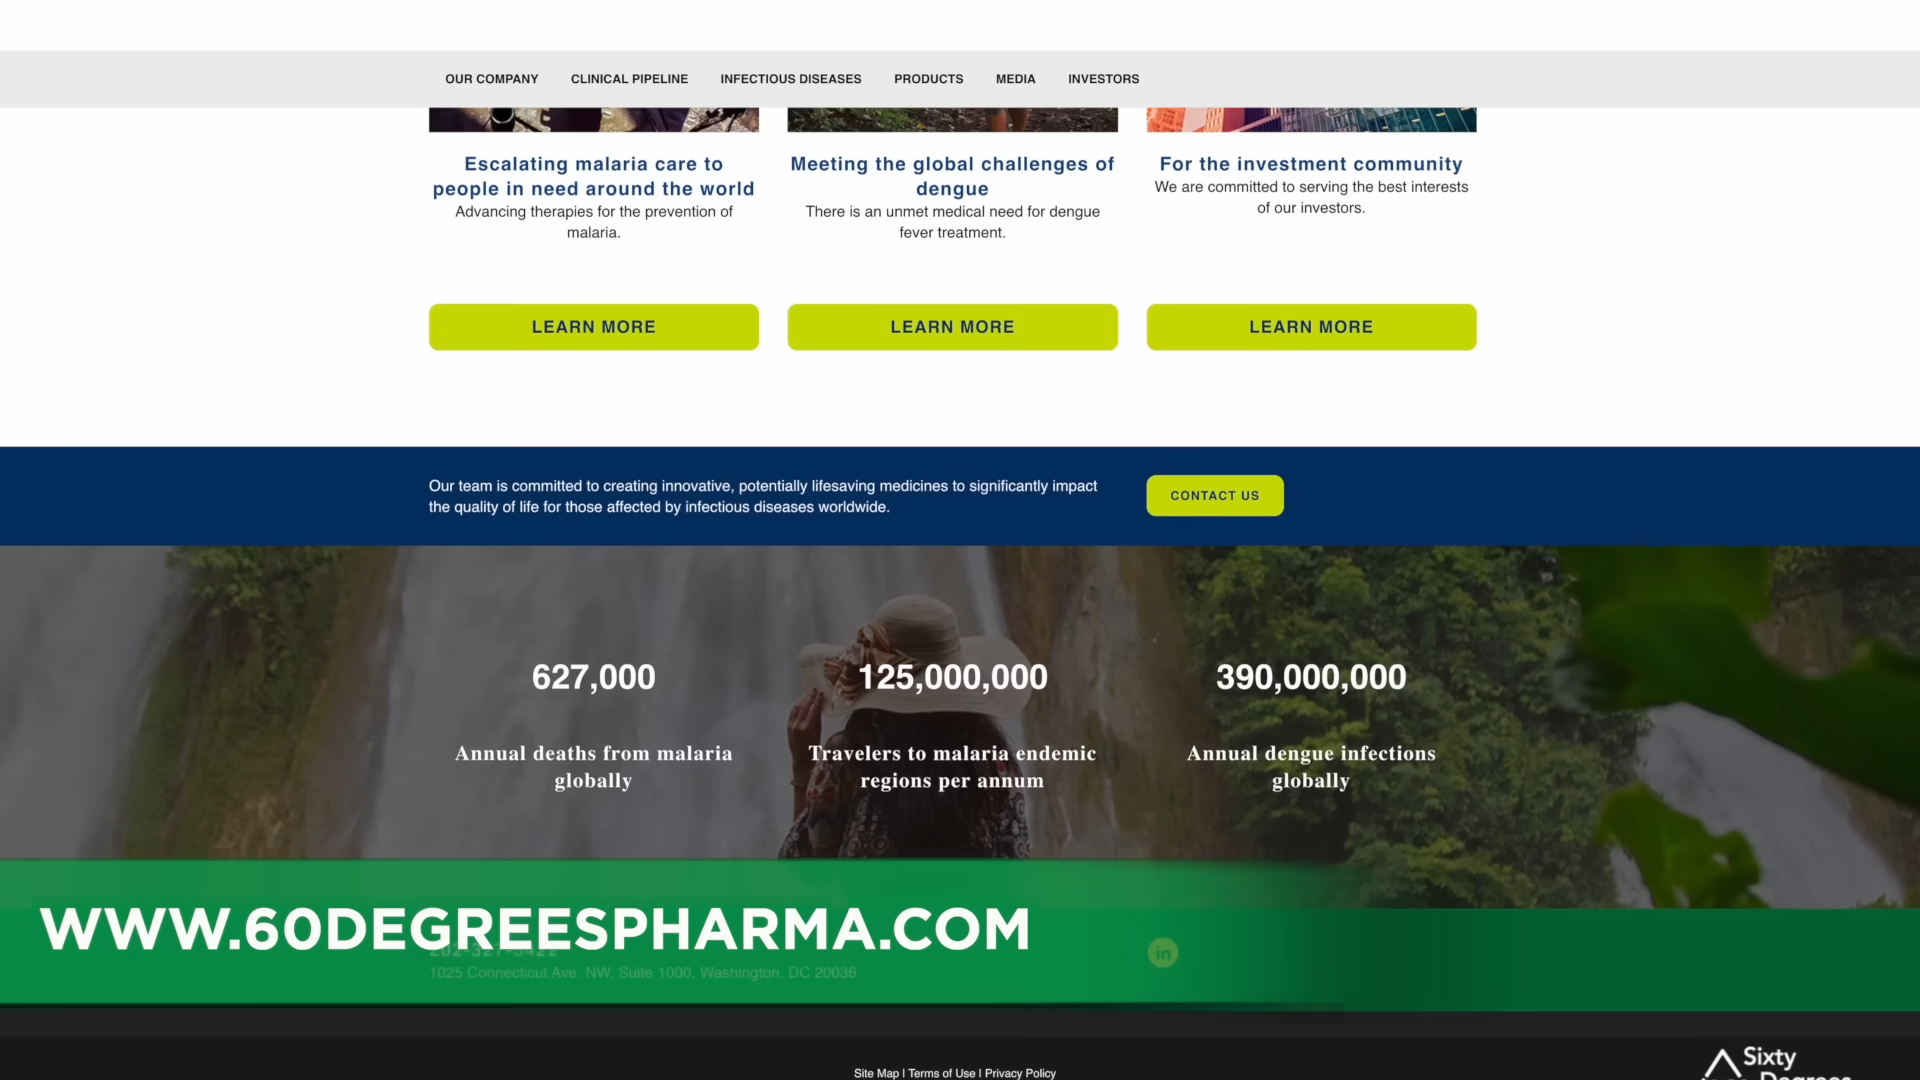 OUR COMPANY CLINICAL PIPELINE INFECTIOUS DISEASES PRODUCTS MEDIA INVESTORS
Escalating malaria care to
people in need around the world
Advancing therapies for the prevention of
malaria.
LEARN MORE
Meeting the global challenges of
dengue
There is an unmet medical need for dengue
fever treatment.
LEARN MORE
For the investment community
We are committed to serving the best interests
of our investors.
LEARN MORE
Our team is committed to creating innovative, potentially lifesaving medicines to significantly impact
the quality of life for those affected by infectious diseases worldwide.
CONTACT US
627,000
Annual deaths from malaria
globally
125,000,000
Travelers to malaria endemic
regions per annum
390,000,000
Annual dengue infections
globally
WWW.60DEGREESPHARMA.COM
1025 Connecticut Ave. NW, Suite 1000, Washington, DC 20036
in
Site Map | Terms of Use | Privacy Policy
Sixty
Degrees